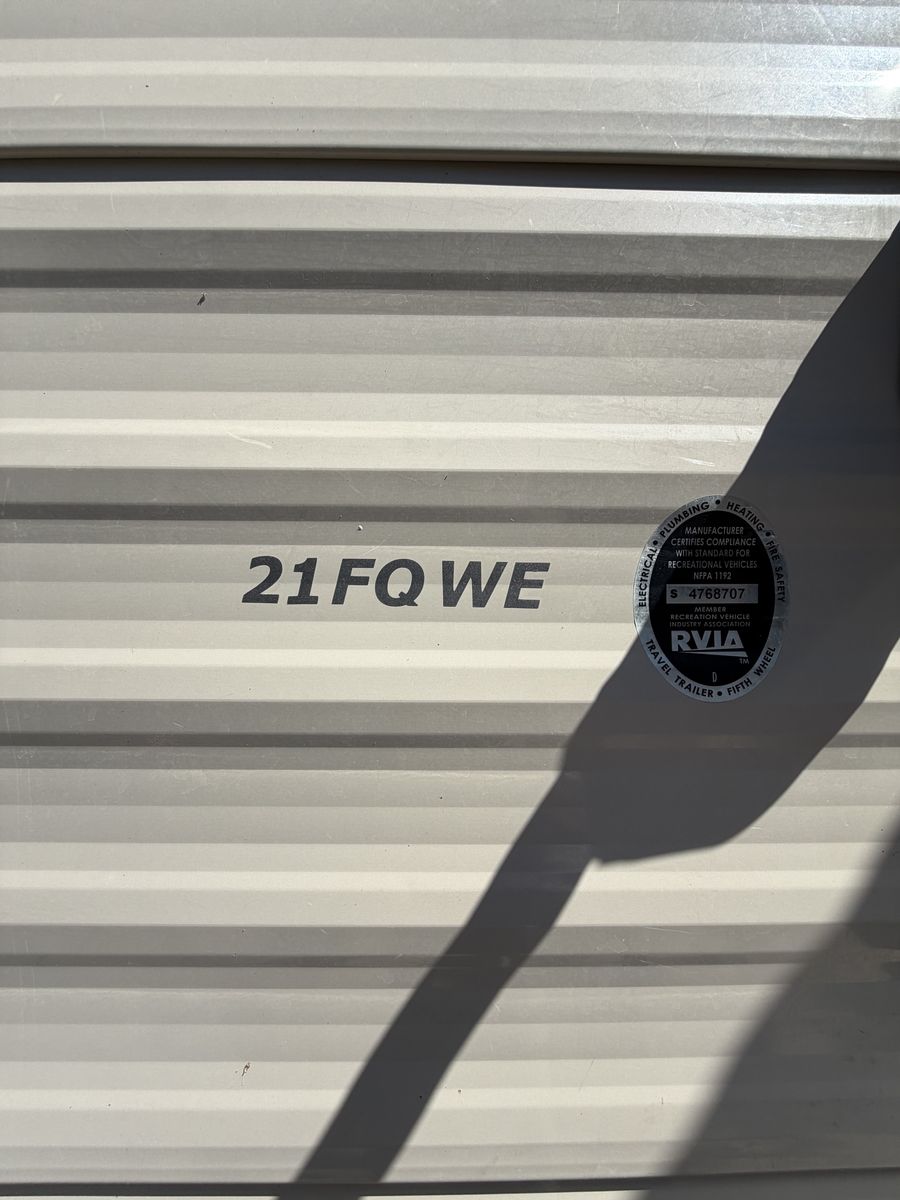 21FQWE
ELECTRICAL • PLUMBING • HEATING • FIRE SAFETY
MANUFACTURER
CERTIFIES COMPLIANCE
WITH STANDARD FOR
RECREATIONAL VEHICLES
NFPA 1192
S 4768707
MEMBER
RECREATION VEHICLE
INDUSTRY ASSOCIATION
RVIA
TM
D
TRAVEL TRAILER • FIFTH WHEEL